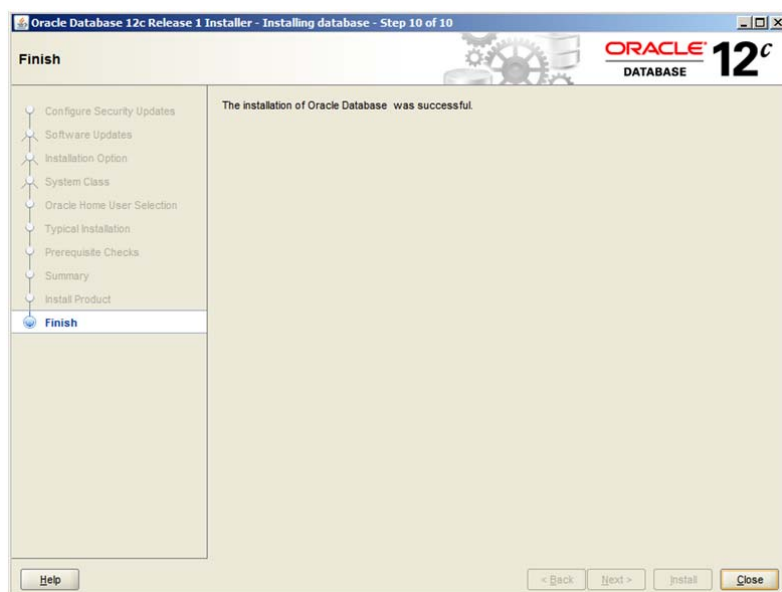 Oracle Database 12c Release 1 Installer - Installing database - Step 10 of 10
Finish
ORACLE
DATABASE
12c
Configure Security Updates
Software Updates
Installation Option
System Class
Oracle Home User Selection
Typical Installation
Prerequisite Checks
Summary
Install Product
Finish
The installation of Oracle Database was successful.
Help
< Back
Next >
Install
Close